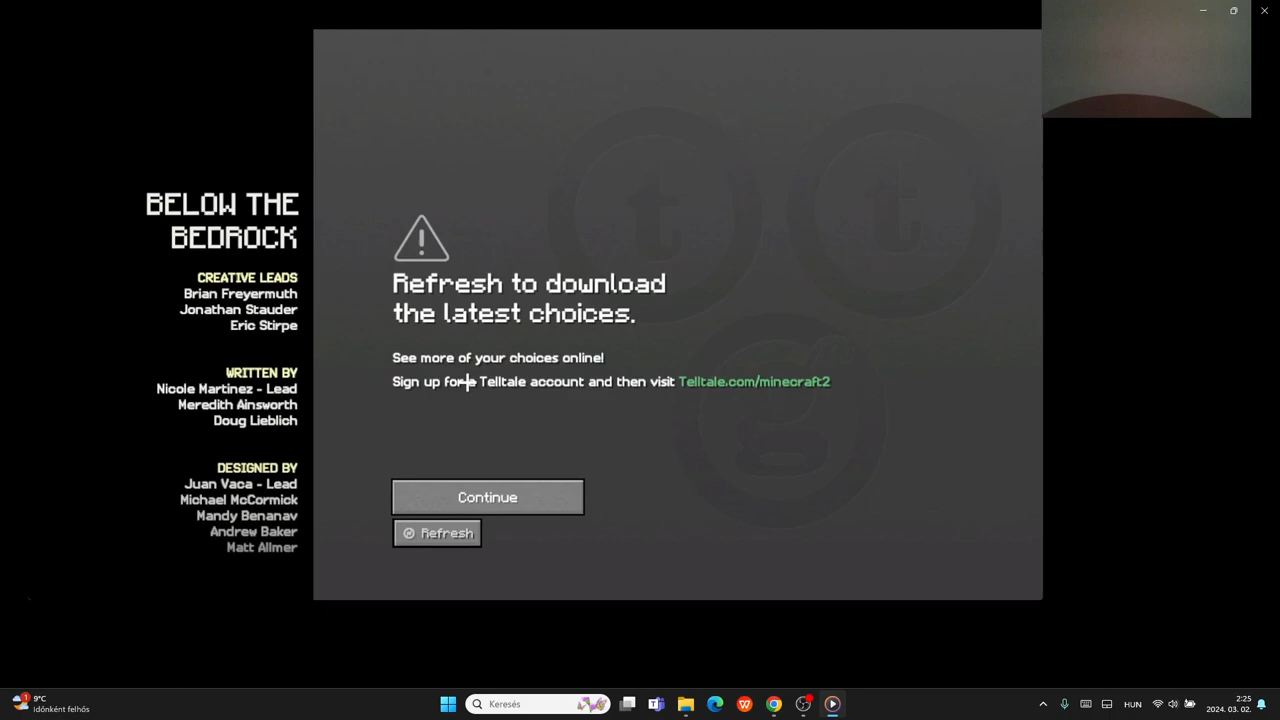 BELOW THE
BEDROCK
CREATIVE LEADS
Brian Freyermuth
Jonathan Stauder
Eric Stirpe
WRITTEN BY
Nicole Martinez - Lead
Meredith Ainsworth
Doug Lieblich
DESIGNED BY
Juan Vaca - Lead
Michael McCormick
Mandy Benanav
Andrew Baker
Matt Allmer
Refresh to download
the latest choices.
See more of your choices online!
Sign up for a Telltale account and then visit Telltale.com/minecraft2
Continue
Refresh
1
9°C
Időnként felhős
Keresés
HUN
2:25
2024. 03. 02.